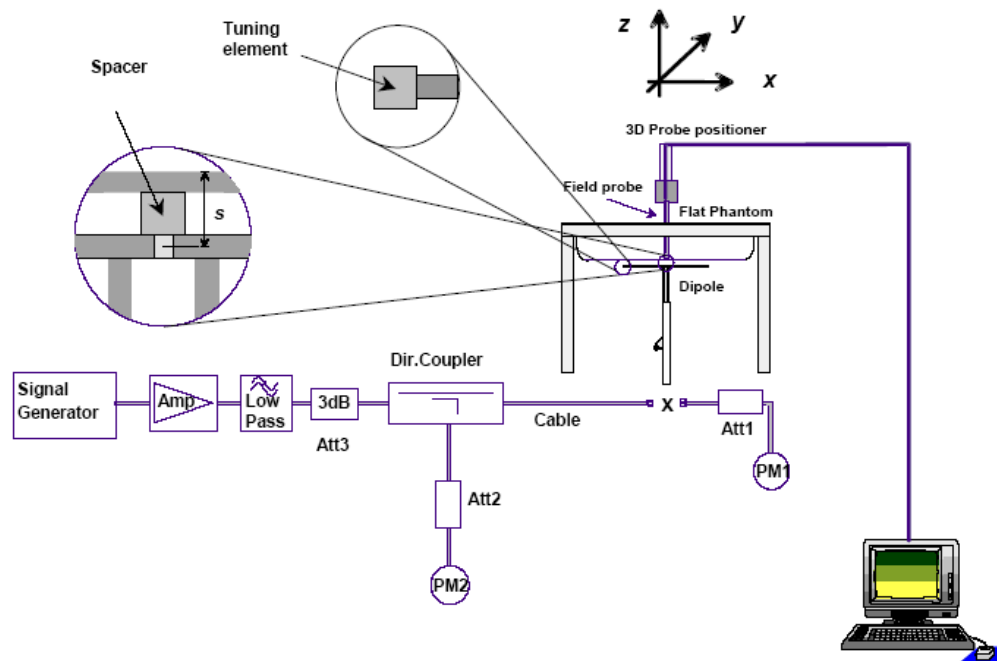 Tuning
element
Spacer
s
z
y
x
3D Probe positioner
Field probe
Flat Phantom
Dipole
Signal
Generator
Amp
Low
Pass
3dB
Att3
Dir.Coupler
Cable
X
Att1
PM1
Att2
PM2